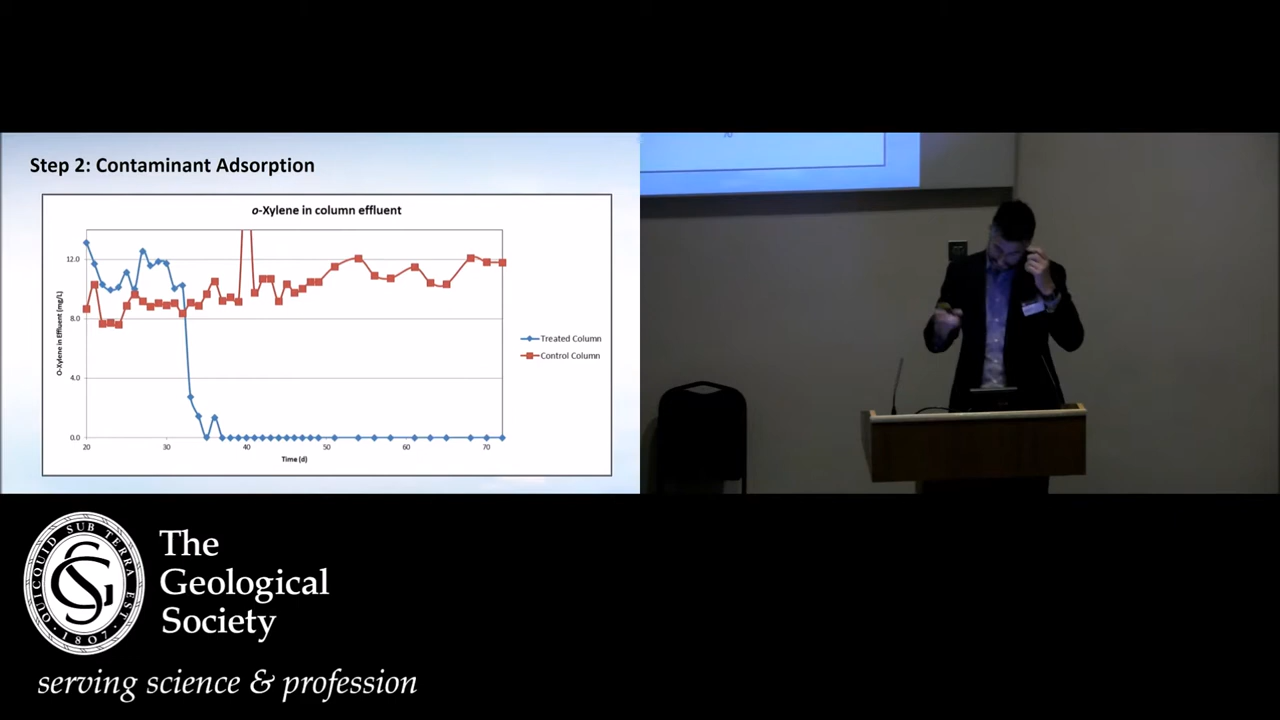 Step 2: Contaminant Adsorption
o-Xylene in column effluent
12.0
8.0
4.0
0.0
O-Xylene in Effluent (mg/L)
20
30
40
50
60
70
Time (d)
Treated Column
Control Column
70
QUICQUID SUB TERRA EST
1807
The
Geological
Society
serving science & profession